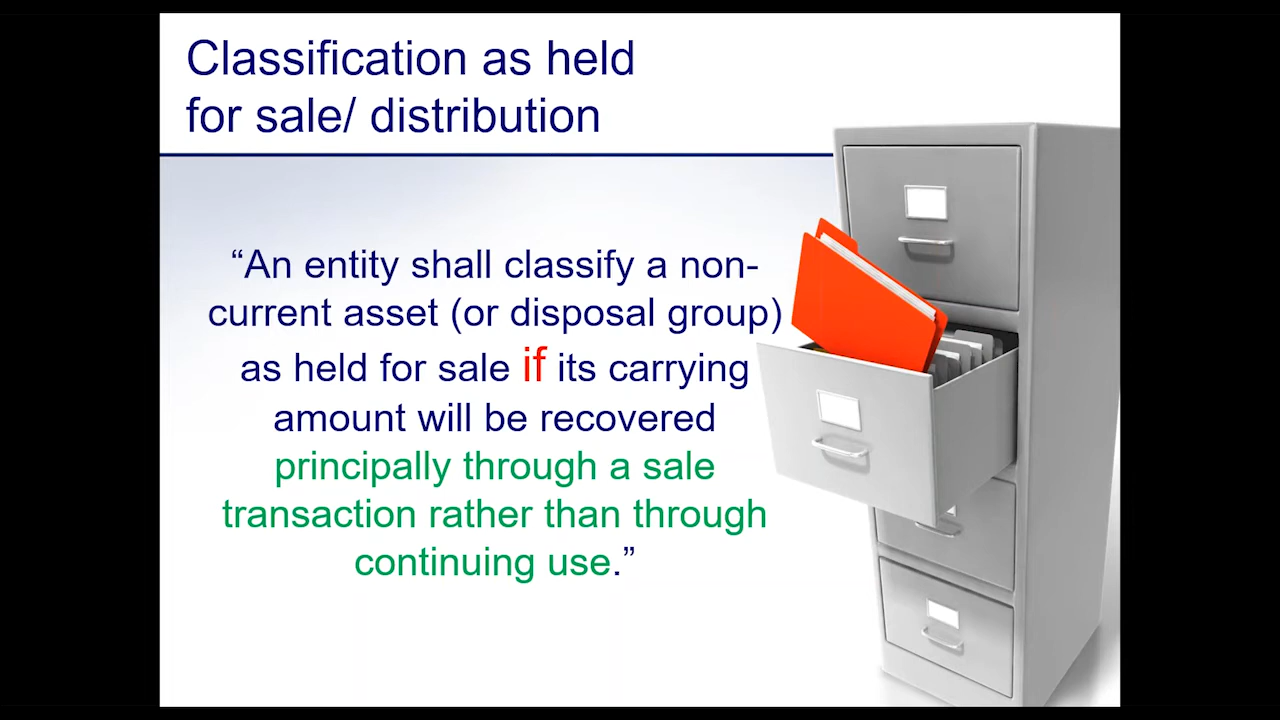 Classification as held
for sale/ distribution
“An entity shall classify a non-
current asset (or disposal group)
as held for sale if its carrying
amount will be recovered
principally through a sale
transaction rather than through
continuing use.”